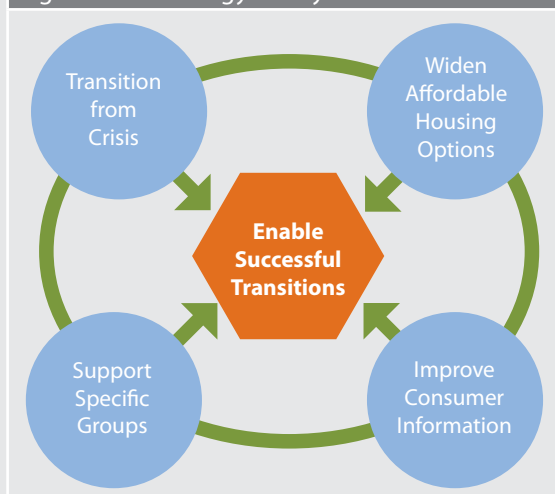 Transition
from
Crisis
Widen
Affordable
Housing
Options
Enable
Successful
Transitions
Support
Specific
Groups
Improve
Consumer
Information